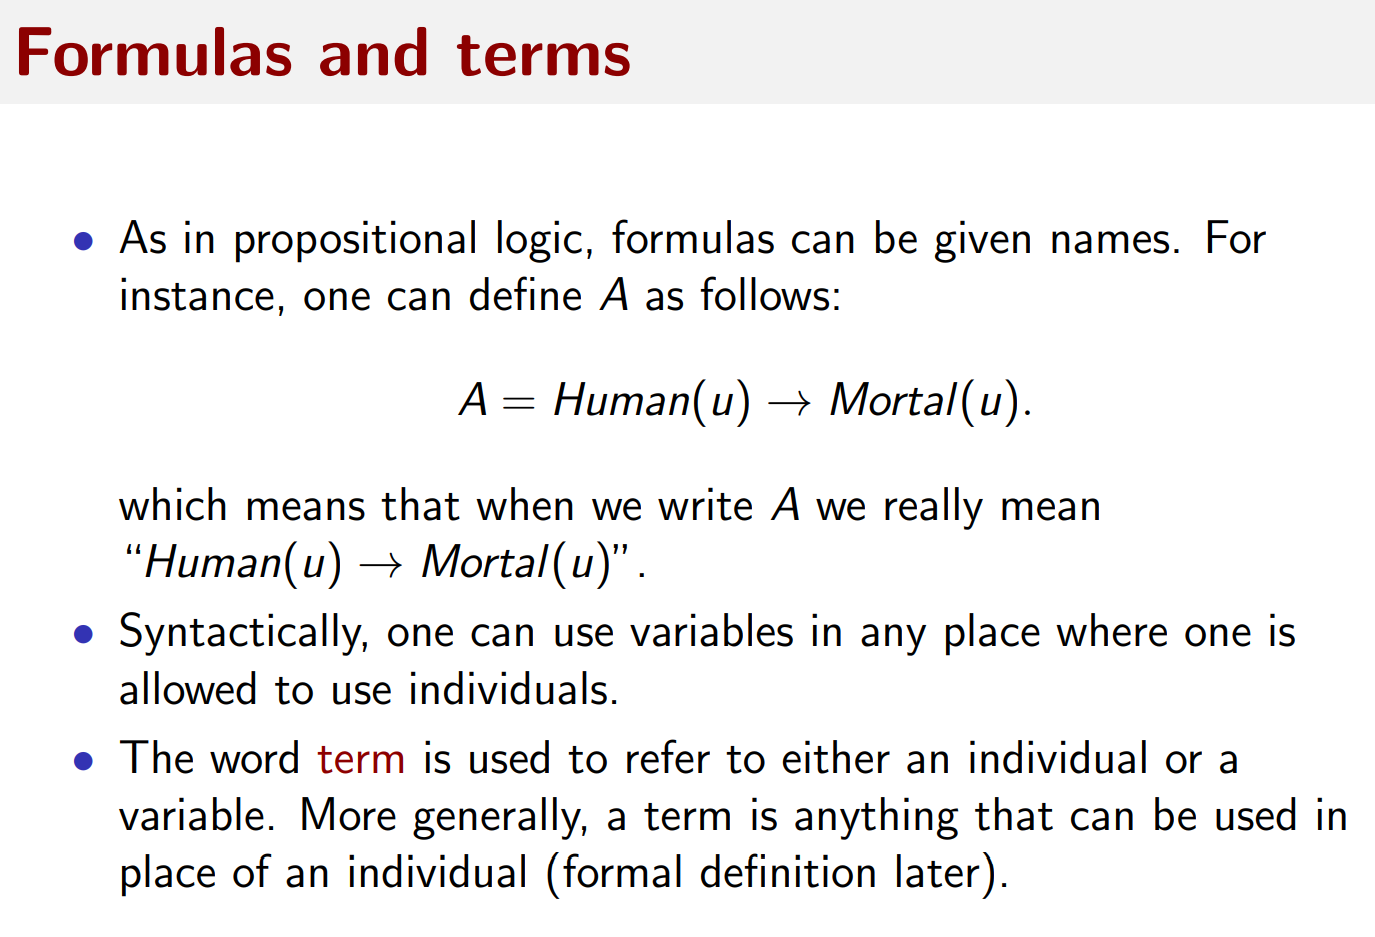 Formulas and terms
• As in propositional logic, formulas can be given names. For
instance, one can define A as follows:
A = Human(u) → Mortal(u).
which means that when we write A we really mean
“Human(u) → Mortal(u)”.
• Syntactically, one can use variables in any place where one is
allowed to use individuals.
• The word term is used to refer to either an individual or a
variable. More generally, a term is anything that can be used in
place of an individual (formal definition later).